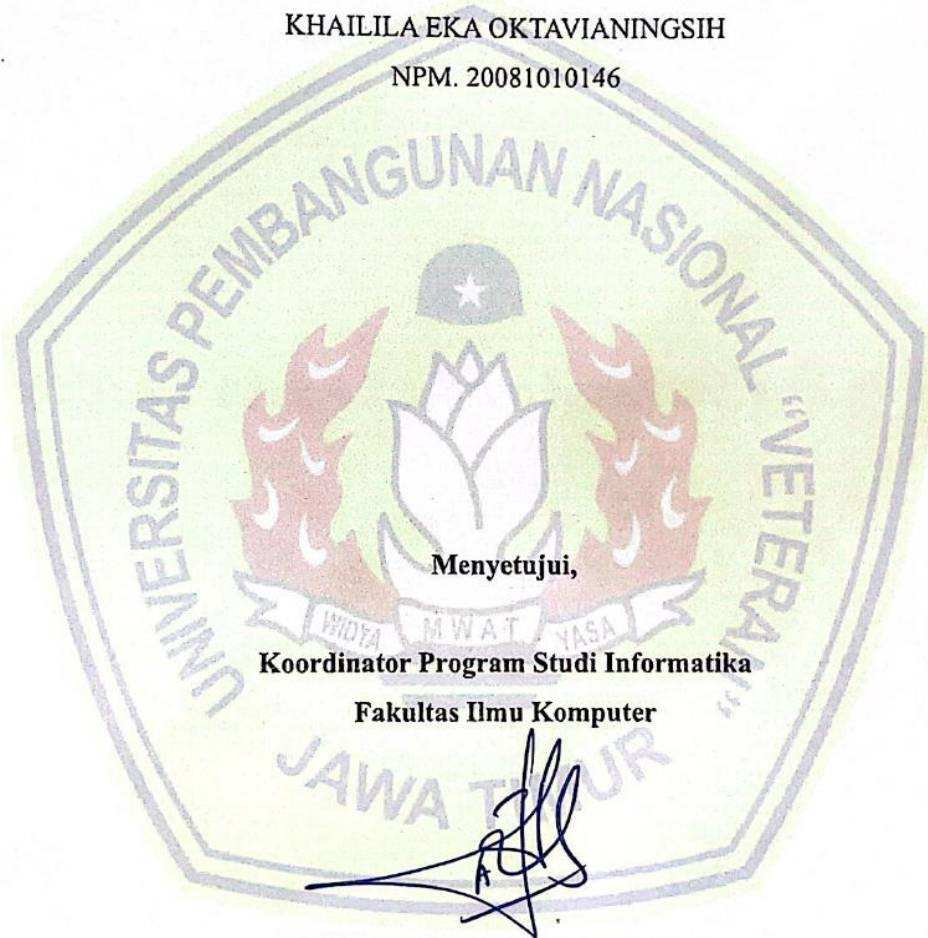 KHAILILA EKA OKTAVIANINGSIH
NPM. 20081010146
UNIVERSITAS PEMBANGUNAN NASIONAL "VETERAN"
Menyetujui,
WIDYA MWAT YASA
Koordinator Program Studi Informatika
Fakultas Ilmu Komputer
JAWA TIMUR